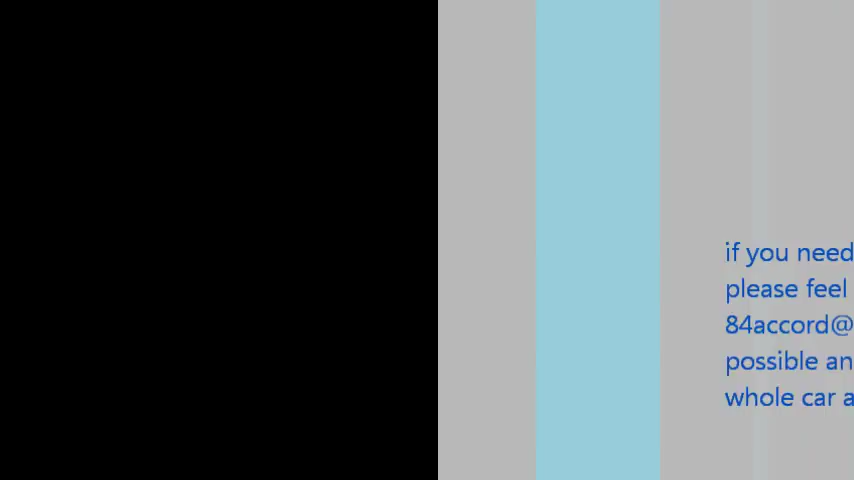 if you need
please feel
84accord@
possible an
whole car a